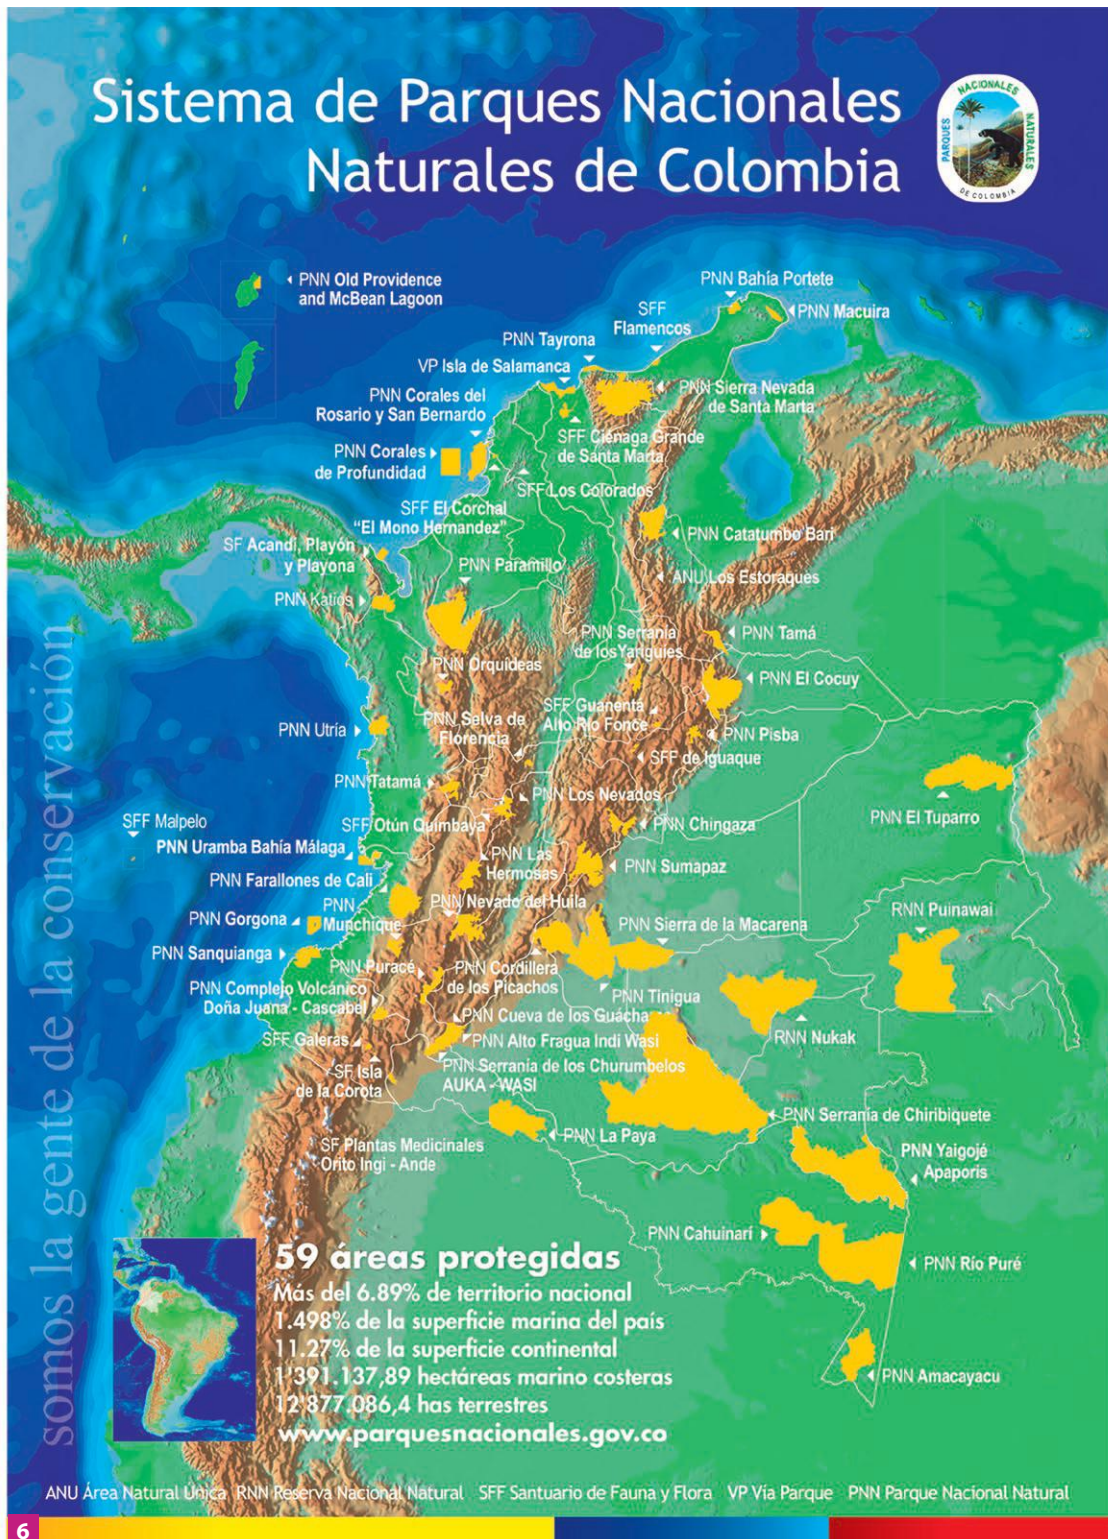 Sistema de Parques Nacionales
Naturales de Colombia
PARQUES
NACIONALES
NATURALES
DE COLOMBIA
PNN Old Providence
and McBean Lagoon
PNN Bahía Portete
PNN Macuira
SFF
Flamencos
PNN Tayrona
VP Isla de Salamanca
PNN Sierra Nevada
de Santa Marta
PNN Corales del
Rosario y San Bernardo
SFF Ciénaga Grande
de Santa Marta
PNN Corales
de Profundidad
SFF Los Colorados
SFF El Corchal
"El Mono Hernandez"
PNN Catatumbo Barí
SF Acandí, Playón
y Playona
PNN Paramillo
ANU Los Estoraques
PNN Katíos
PNN Serranía
de los Yariguíes
PNN Tamá
PNN Orquídeas
PNN El Cocuy
SFF Guanentá
Alto Río Fonce
PNN Selva de
Florencia
PNN Utría
PNN Pisba
SFF de Iguaque
PNN Tatamá
PNN Los Nevados
PNN El Tuparro
SFF Malpelo
SFF Otún Quimbaya
PNN Chingaza
PNN Uramba Bahía Málaga
PNN Las
Hermosas
PNN Sumapaz
PNN Farallones de Cali
PNN
Munchique
PNN Nevado del Huila
RNN Puinawai
PNN Gorgona
PNN Sierra de la Macarena
PNN Sanquianga
PNN Puracé
PNN Cordillera
de los Picachos
PNN Complejo Volcánico
Doña Juana - Cascabel
PNN Tinigua
PNN Cueva de los Guácha
RNN Nukak
SFF Galeras
PNN Alto Fragua Indi Wasi
SF Isla
de la Corota
PNN Serranía de los Churumbelos
AUKA - WASI
PNN Serranía de Chiribiquete
PNN La Paya
SF Plantas Medicinales
Orito Ingi - Ande
PNN Yaigojé
Apaporis
PNN Cahuinarí
PNN Río Puré
PNN Amacayacu
somos la gente de la conservación
59 áreas protegidas
Más del 6.89% de territorio nacional
1.498% de la superficie marina del país
11.27% de la superficie continental
1'391.137,89 hectáreas marino costeras
12'877.086,4 has terrestres
www.parquesnacionales.gov.co
ANU Área Natural Única RNN Reserva Nacional Natural SFF Santuario de Fauna y Flora VP Vía Parque PNN Parque Nacional Natural
6